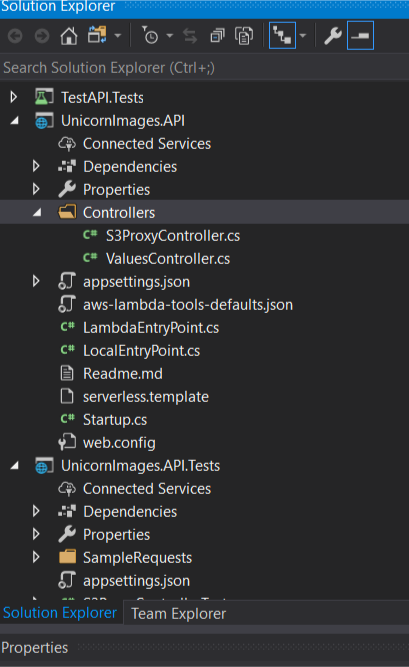 Solution Explorer
Search Solution Explorer (Ctrl+;)
TestAPI.Tests
UnicornImages.API
Connected Services
Dependencies
Properties
Controllers
C# S3ProxyController.cs
C# ValuesController.cs
appsettings.json
aws-lambda-tools-defaults.json
C# LambdaEntryPoint.cs
C# LocalEntryPoint.cs
Readme.md
serverless.template
C# Startup.cs
web.config
UnicornImages.API.Tests
Connected Services
Dependencies
Properties
SampleRequests
appsettings.json
Solution Explorer Team Explorer
Properties